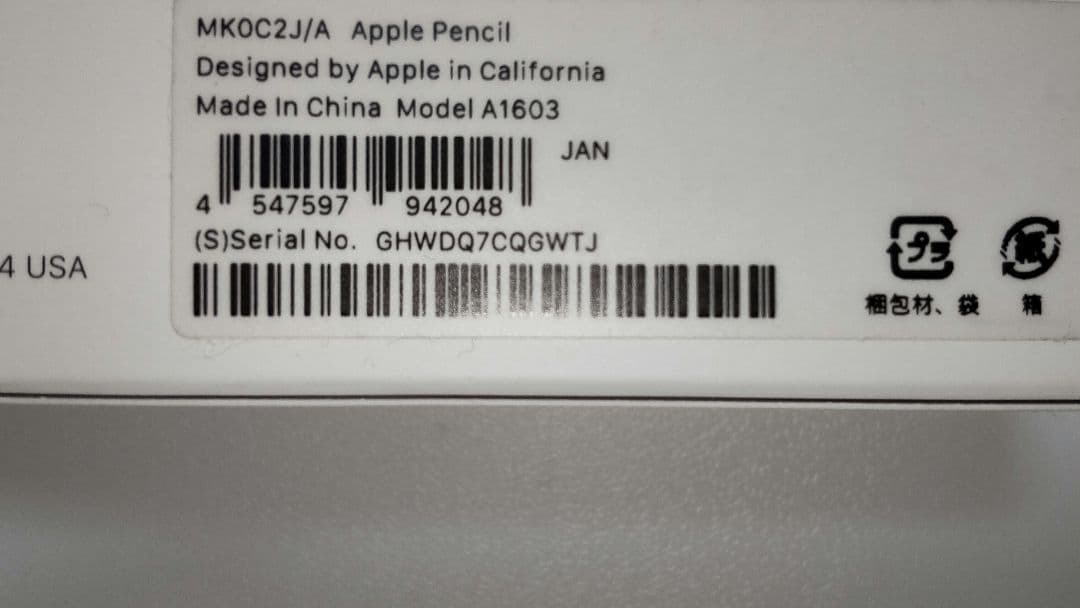 MK0C2J/A Apple Pencil
Designed by Apple in California
Made In China Model A1603
JAN
4 547597 942048
(S)Serial No. GHWDQ7CQGWTJ
4 USA
プラ 紙
梱包材、袋 箱